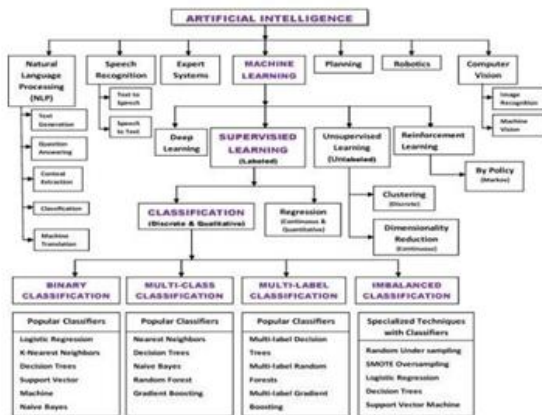 ARTIFICIAL INTELLIGENCE
Natural
Language
Processing
(NLP)
Text
Generation
Question
Answering
Context
Extraction
Classification
Machine
Translation
Speech
Recognition
Text to
Speech
Speech
to Text
Expert
Systems
MACHINE
LEARNING
Planning
Robotics
Computer
Vision
Image
Recognition
Machine
Vision
Deep
Learning
SUPERVISIED
LEARNING
(Labeled)
Unsupervised
Learning
(Unlabeled)
Reinforcement
Learning
By Policy
(Markov)
CLASSIFICATION
(Discrete & Qualitative)
Regression
(Continuous &
Quantitative)
Clustering
(Discrete)
Dimensionality
Reduction
(Continuous)
BINARY
CLASSIFICATION
MULTI-CLASS
CLASSIFICATION
MULTI-LABEL
CLASSIFICATION
IMBALANCED
CLASSIFICATION
Popular Classifiers
Logistic Regression
K-Nearest Neighbors
Decision Trees
Support Vector
Machine
Naive Bayes
Popular Classifiers
Nearest Neighbors
Decision Trees
Naive Bayes
Random Forest
Gradient Boosting
Popular Classifiers
Multi-label Decision
Trees
Multi-label Random
Forests
Multi-label Gradient
Boosting
Specialized Techniques
with Classifiers
Random Under sampling
SMOTE Oversampling
Logistic Regression
Decision Trees
Support Vector Machine